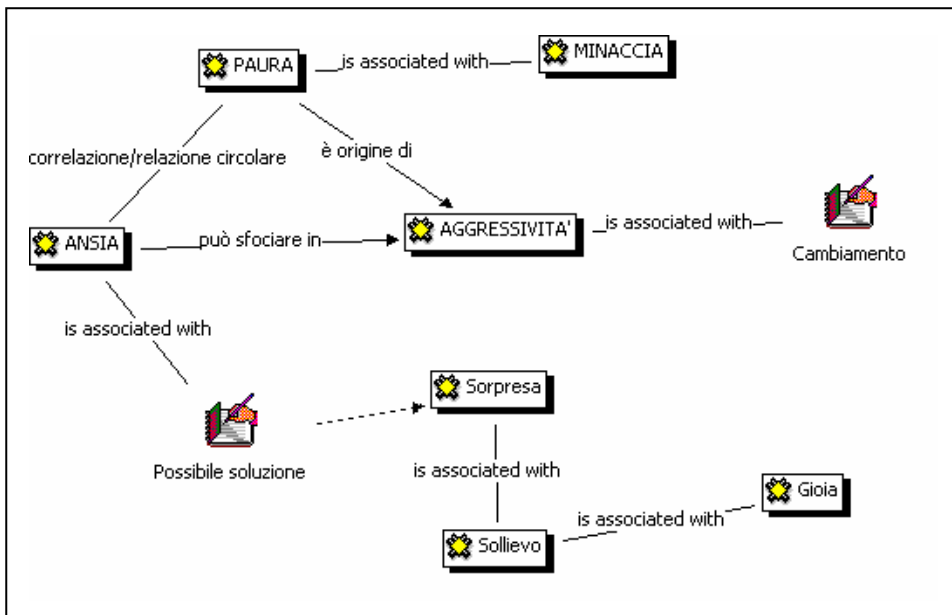 PAURA
is associated with
MINACCIA
correlazione/relazione circolare
è origine di
ANSIA
può sfociare in
AGGRESSIVITA'
is associated with
Cambiamento
is associated with
Sorpresa
Possibile soluzione
is associated with
Gioia
is associated with
Sollievo